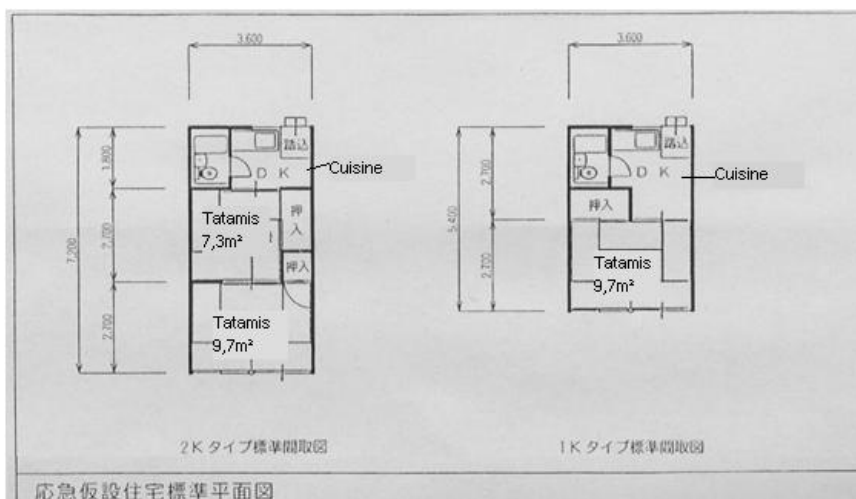 3.600
3.600
踏込
D K
Cuisine
1.800
Tatamis
7,3m²
押入
2.700
7.200
押入
Tatamis
9,7m²
2.700
踏込
D K
Cuisine
2.700
押入
5.400
Tatamis
9,7m²
2.700
2Kタイプ標準間取図
1Kタイプ標準間取図
応急仮設住宅標準平面図